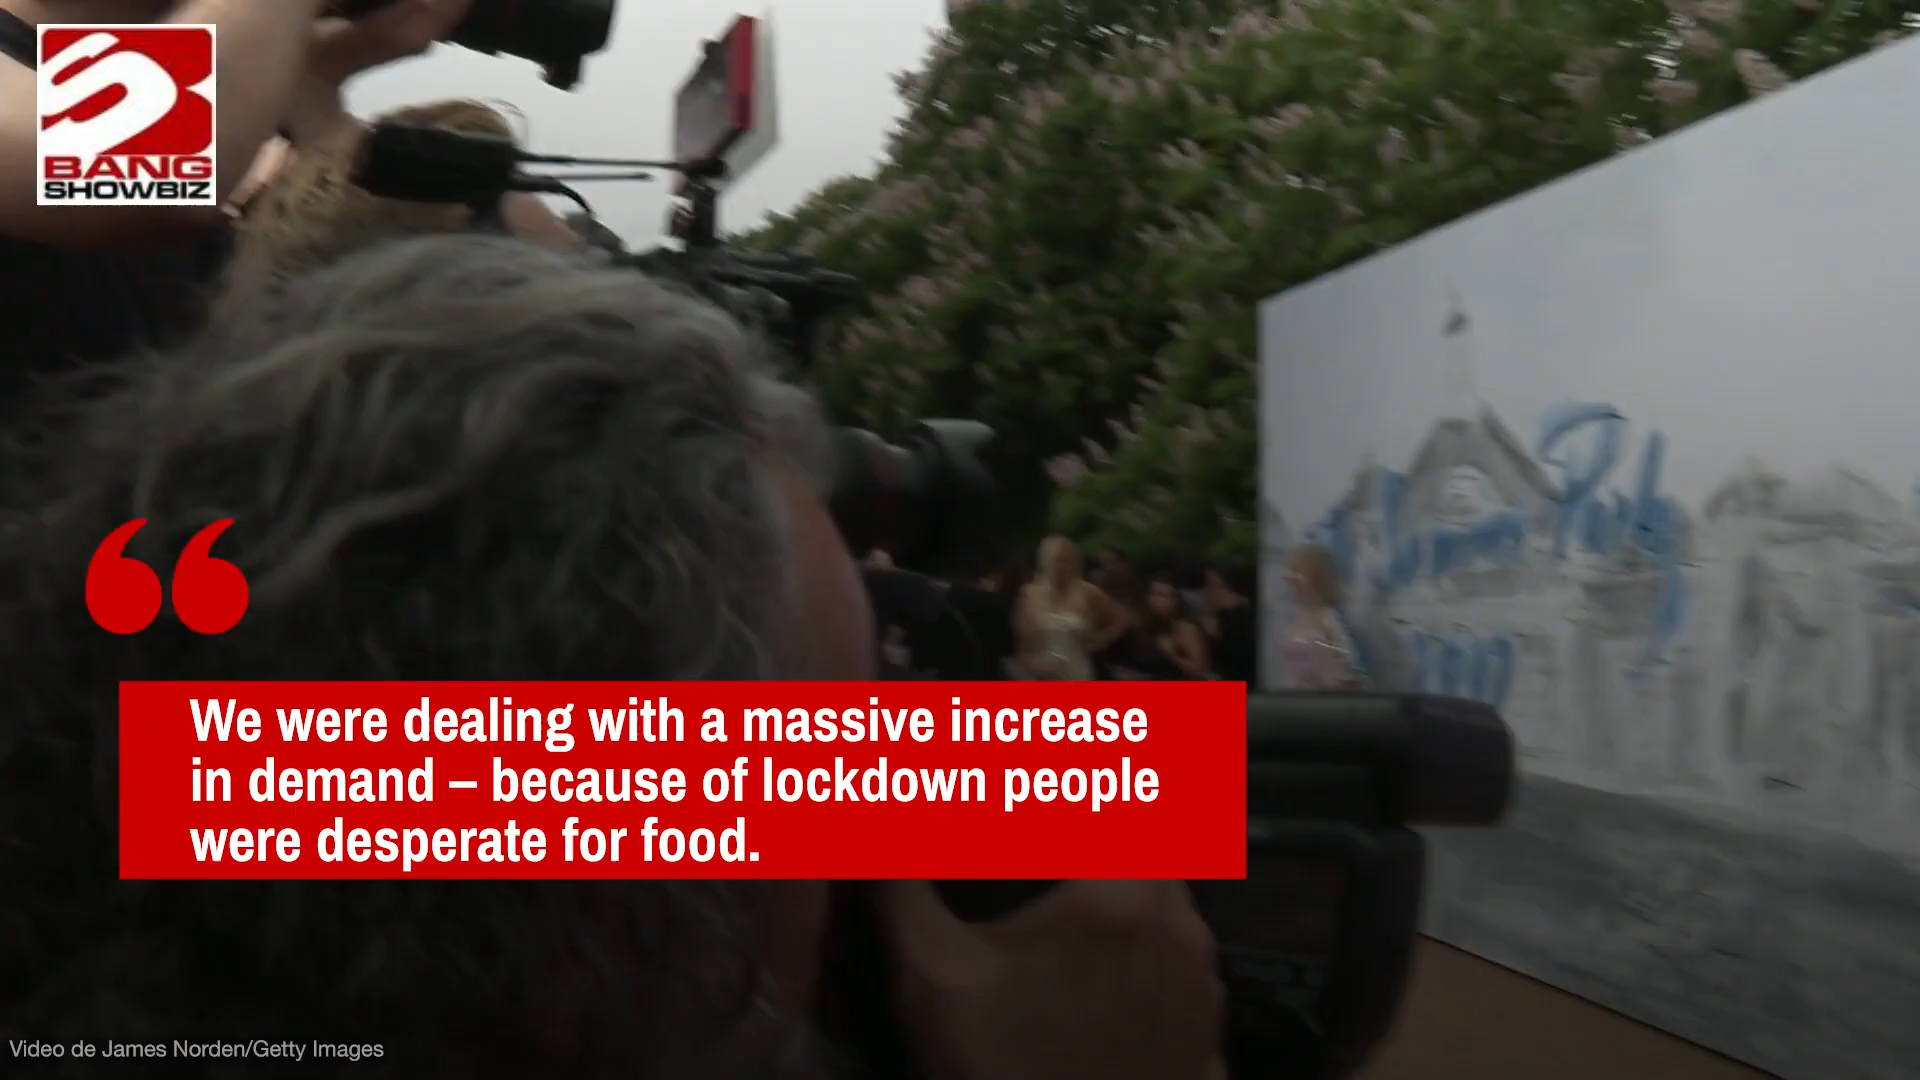 BANG
SHOWBIZ
We were dealing with a massive increase
in demand – because of lockdown people
were desperate for food.
Video de James Norden/Getty Images